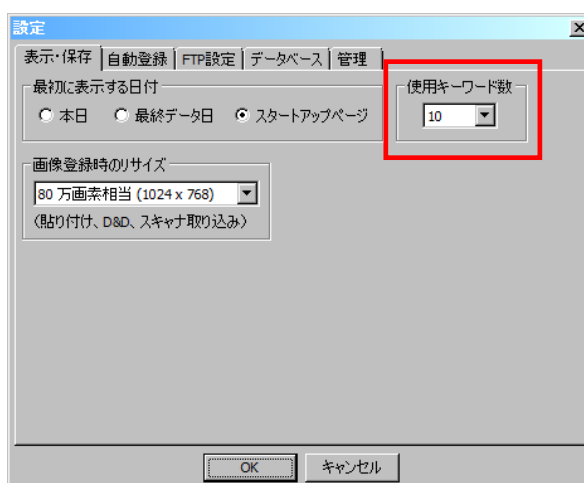 設定
表示・保存 自動登録 FTP設定 データベース 管理
最初に表示する日付
本日 最終データ日 スタートアップページ
使用キーワード数
10
画像登録時のリサイズ
80 万画素相当 (1024 x 768)
(貼り付け、D&D、スキャナ取り込み)
OK キャンセル